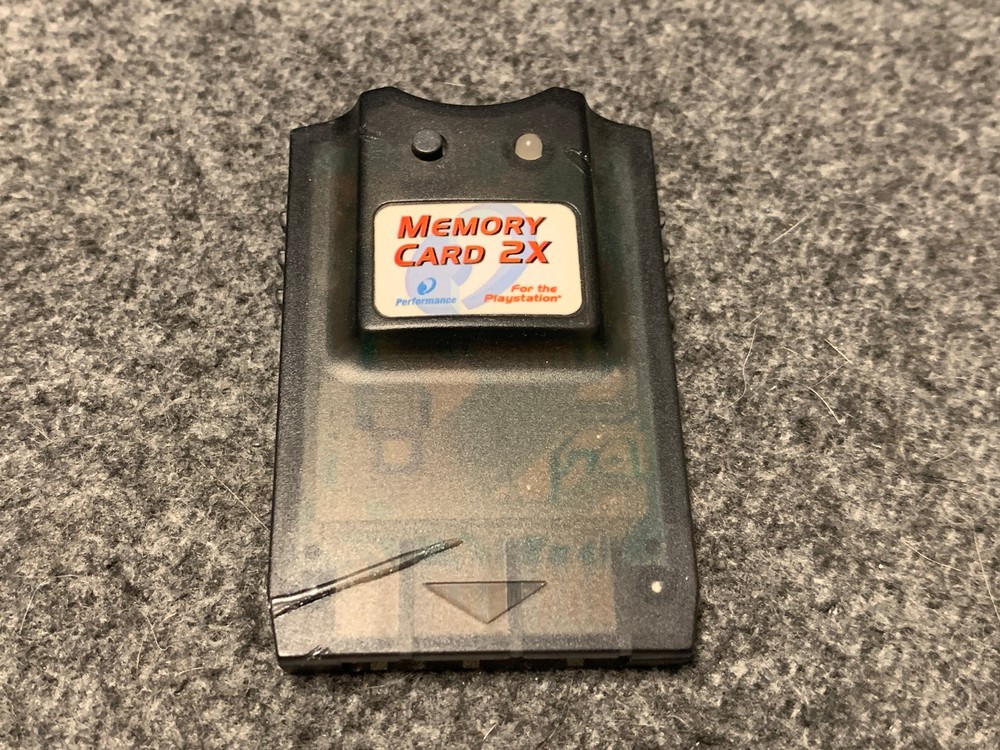 MEMORY
CARD 2X
Performance
For the
Playstation*